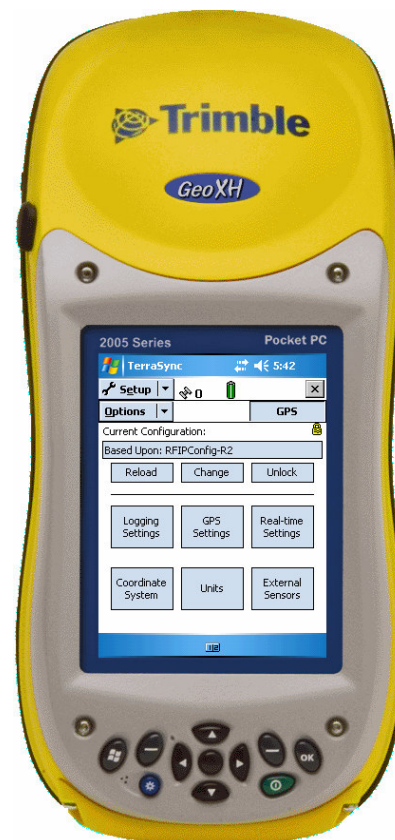 Trimble
GeoXH
2005 Series Pocket PC
TerraSync 5:42
Setup 0 X
Options GPS
Current Configuration:
Based Upon: RFIPConfig-R2
Reload Change Unlock
Logging Settings GPS Settings Real-time Settings
Coordinate System Units External Sensors
OK